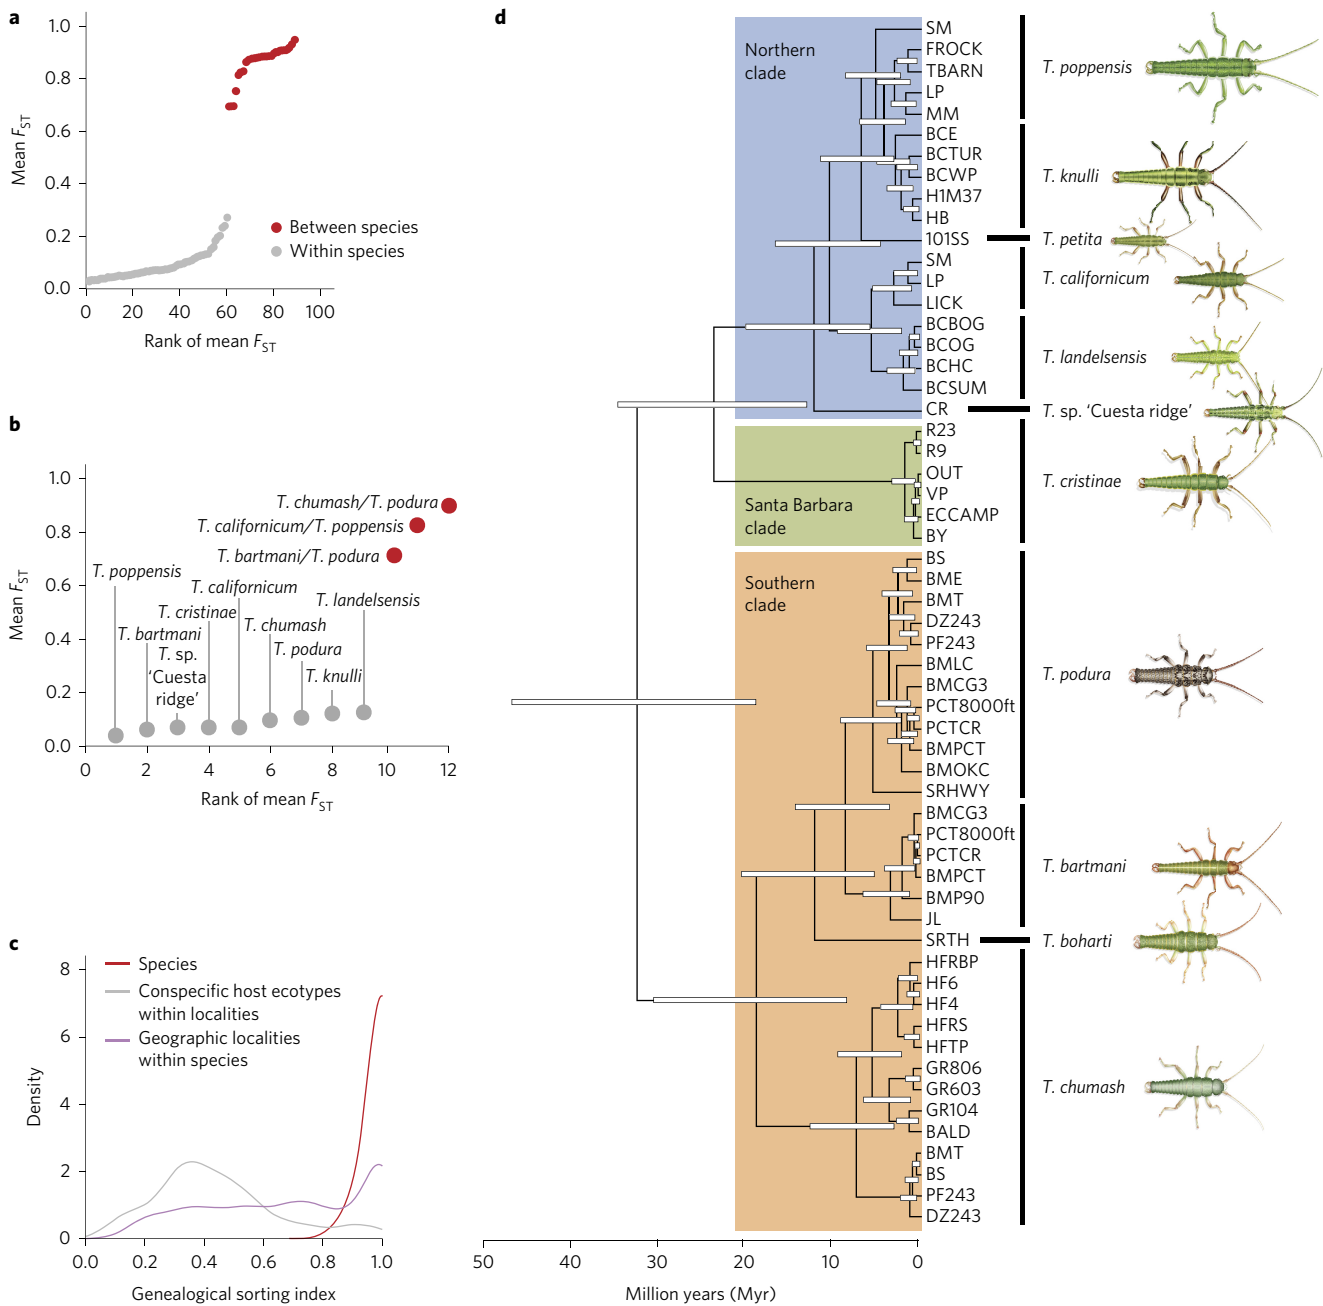 a
1.0
0.8
0.6
0.4
0.2
0.0
Mean FST
Between species
Within species
0 20 40 60 80 100
Rank of mean FST
b
1.0
0.8
0.6
0.4
0.2
0.0
Mean FST
T. chumash/T. podura
T. californicum/T. poppensis
T. bartmani/T. podura
T. poppensis
T. californicum
T. landelsensis
T. cristinae
T. chumash
T. bartmani
T. sp.
'Cuesta
ridge'
T. podura
T. knulli
0 2 4 6 8 10 12
Rank of mean FST
c
8
6
4
2
0
Density
Species
Conspecific host ecotypes
within localities
Geographic localities
within species
0.0 0.2 0.4 0.6 0.8 1.0
Genealogical sorting index
d
Northern
clade
Santa Barbara
clade
Southern
clade
SM
FROCK
TBARN
LP
MM
BCE
BCTUR
BCWP
H1M37
HB
101SS
SM
LP
LICK
BCBOG
BCOG
BCHC
BCSUM
CR
R23
R9
OUT
VP
ECCAMP
BY
BS
BME
BMT
DZ243
PF243
BMLC
BMCG3
PCT8000ft
PCTCR
BMPCT
BMOKC
SRHWY
BMCG3
PCT8000ft
PCTCR
BMPCT
BMP90
JL
SRTH
HFRBP
HF6
HF4
HFRS
HFTP
GR806
GR603
GR104
BALD
BMT
BS
PF243
DZ243
T. poppensis
T. knulli
T. petita
T. californicum
T. landelsensis
T. sp. 'Cuesta ridge'
T. cristinae
T. podura
T. bartmani
T. boharti
T. chumash
50 40 30 20 10 0
Million years (Myr)